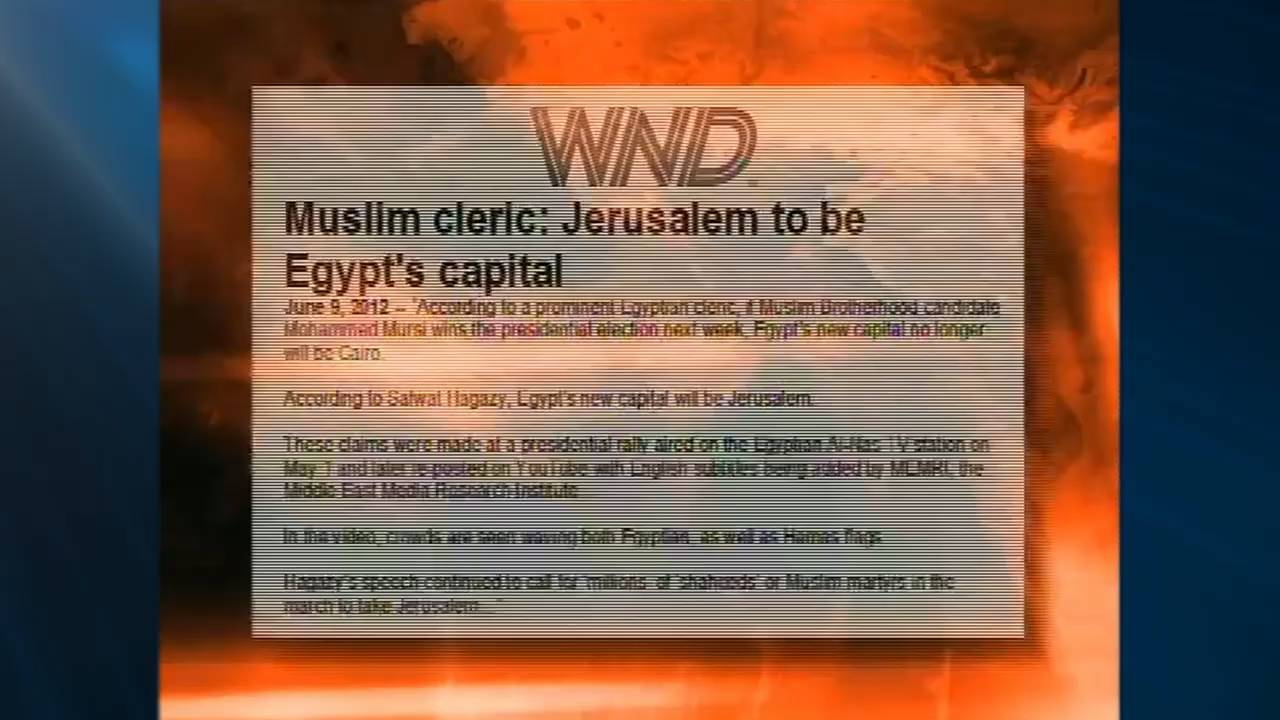 WND.
Muslim cleric: Jerusalem to be
Egypt's capital
June 9, 2012 – "According to a prominent Egyptian cleric, if Muslim Brotherhood candidate
Mohammed Mursi wins the presidential election next week, Egypt's new capital no longer
will be Cairo.
According to Safwat Hagazy, Egypt's new capital will be Jerusalem.
These claims were made at a presidential rally aired on the Egyptian Al-Nas TV station on
May 1 and later re-posted on YouTube with English subtitles being added by MEMRI, the
Middle East Media Research Institute.
In the video, crowds are seen waving both Egyptian, as well as Hamas flags.
Hagazy's speech continued to call for 'millions' of 'shahids' or Muslim martyrs in the
march to take Jerusalem..."